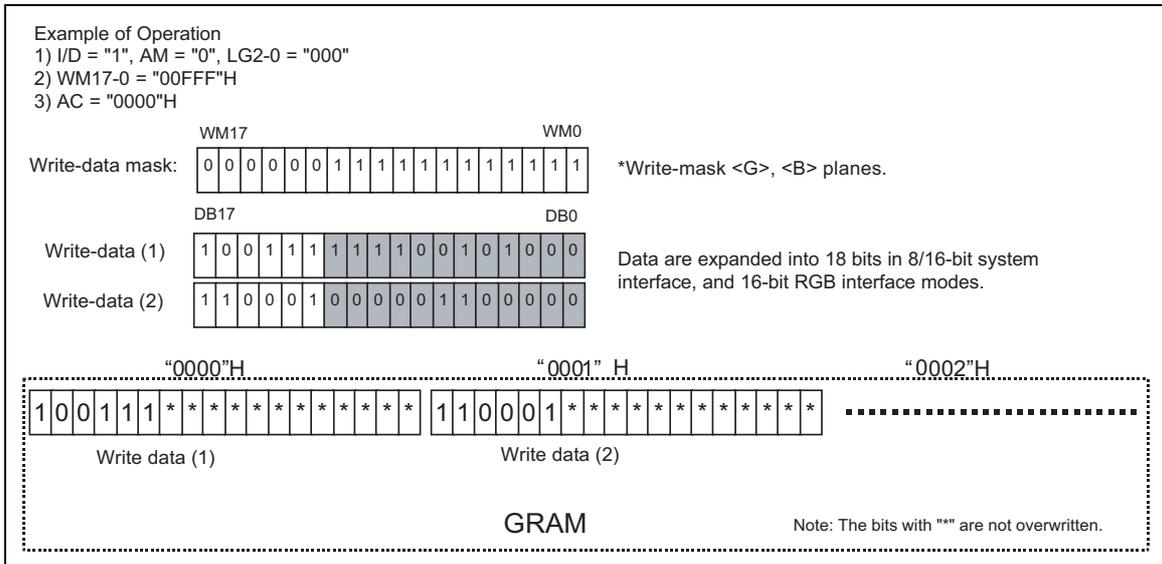 Example of Operation
1) I/D = "1", AM = "0", LG2-0 = "000"
2) WM17-0 = "00FFF"H
3) AC = "0000"H
WM17 WM0
Write-data mask: 0 0 0 0 0 0 1 1 1 1 1 1 1 1 1 1 1 1 *Write-mask <G>, <B> planes.
DB17 DB0
Write-data (1) 1 0 0 1 1 1 1 1 1 1 0 0 1 0 1 0 0 0
Data are expanded into 18 bits in 8/16-bit system
interface, and 16-bit RGB interface modes.
Write-data (2) 1 1 0 0 0 1 0 0 0 0 0 1 1 0 0 0 0 0
"0000"H "0001" H "0002"H
1 0 0 1 1 1 * * * * * * * * * * * * 1 1 0 0 0 1 * * * * * * * * * * * *
Write data (1) Write data (2)
GRAM Note: The bits with "*" are not overwritten.